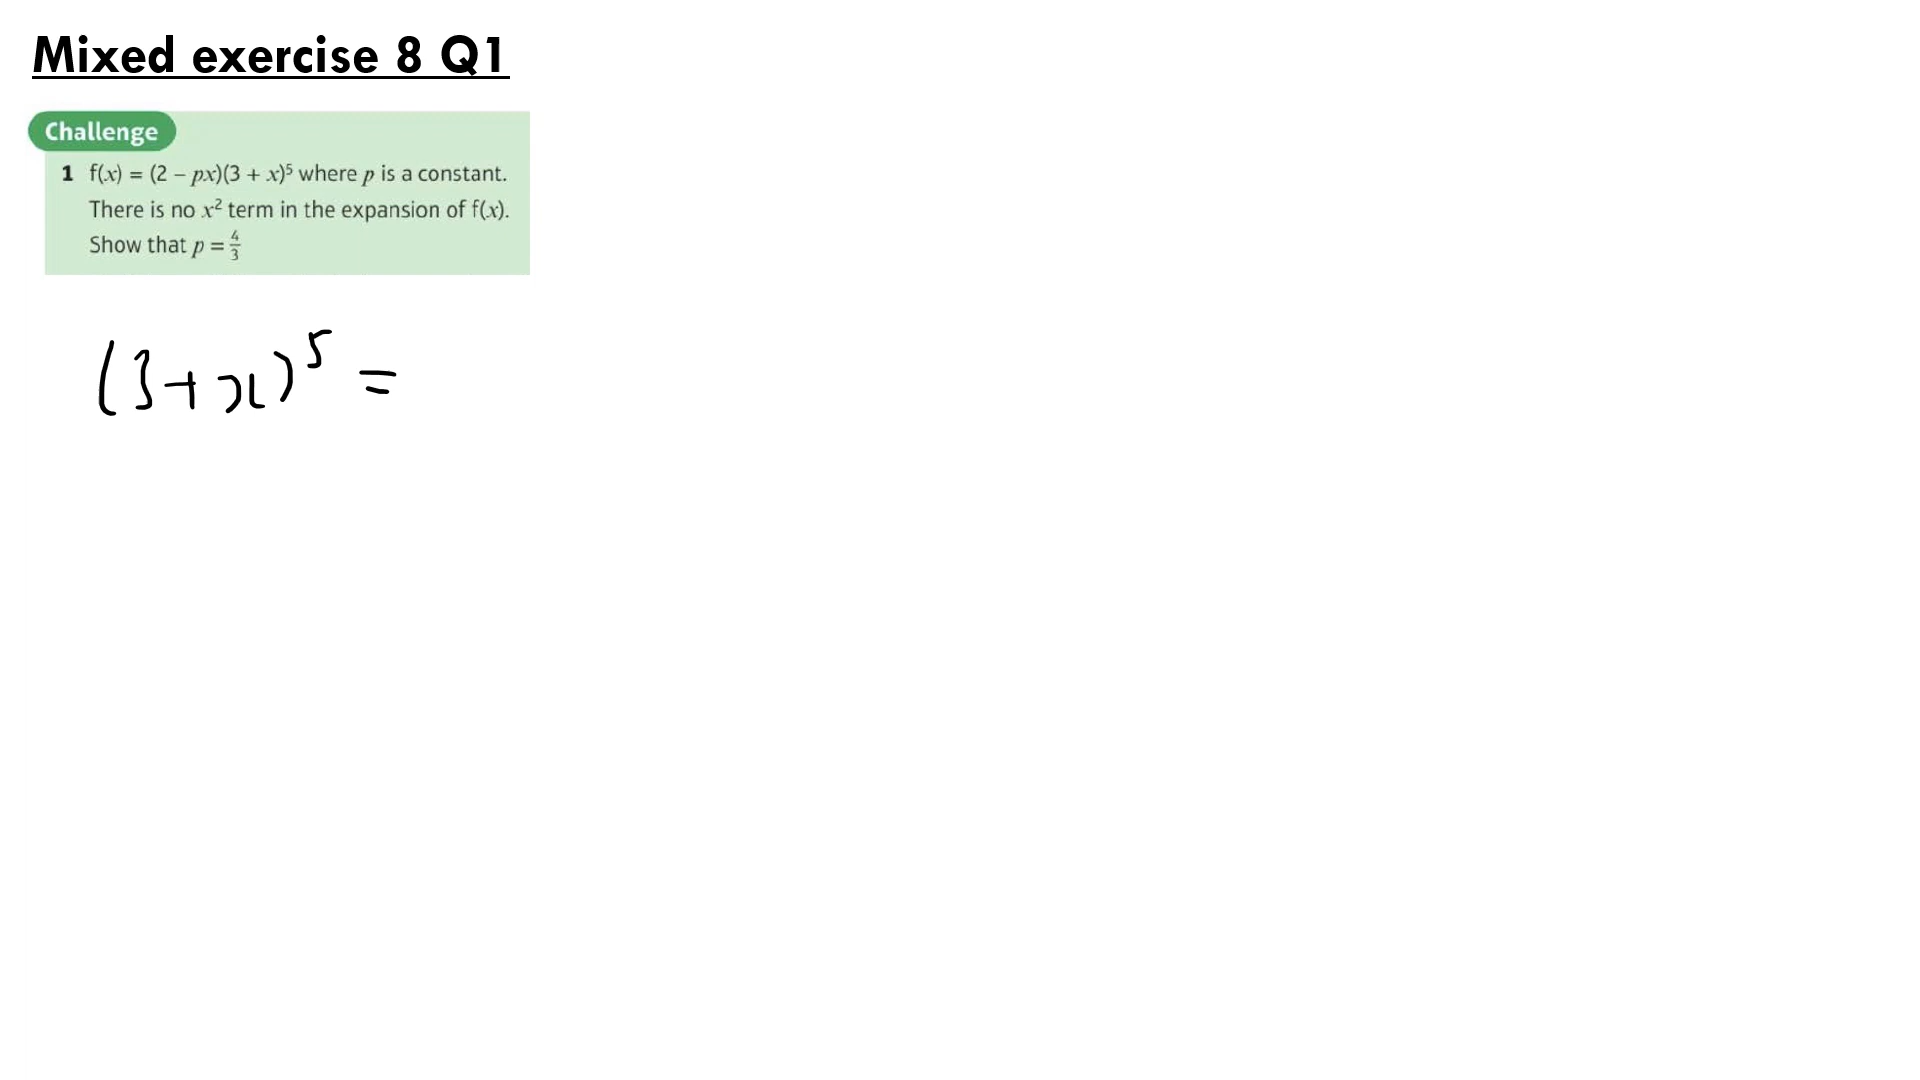 Mixed exercise 8 Q1
Challenge
1 f(x) = (2 – px)(3 + x)⁵ where p is a constant.
There is no x² term in the expansion of f(x).
Show that p = 4/3
(3+x)⁵ =